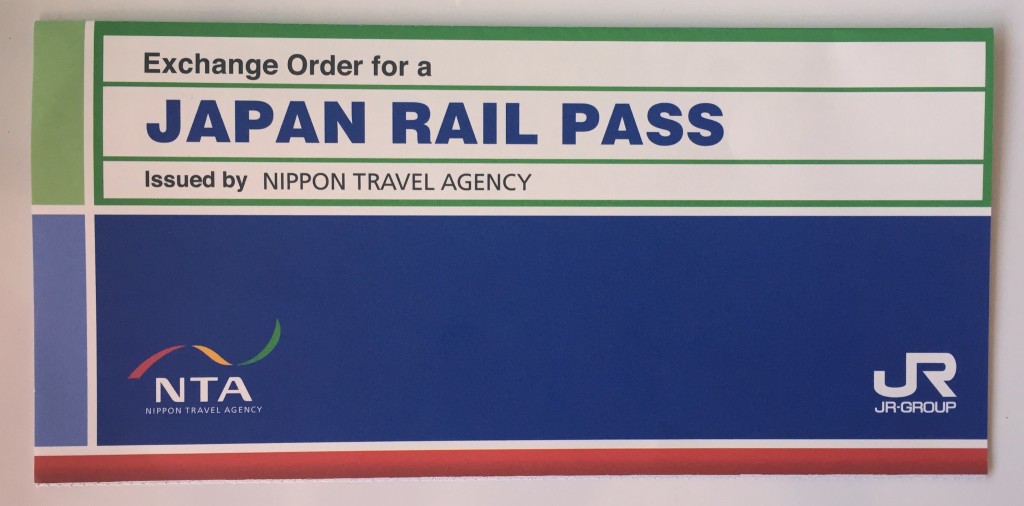 Exchange Order for a
JAPAN RAIL PASS
Issued by NIPPON TRAVEL AGENCY
NTA
NIPPON TRAVEL AGENCY
JR
JR-GROUP